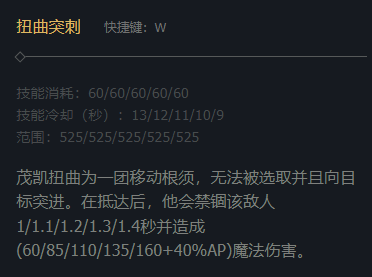 扭曲突刺 快捷键：W
技能消耗：60/60/60/60/60
技能冷却（秒）：13/12/11/10/9
范围：525/525/525/525/525
茂凯扭曲为一团移动根须，无法被选取并且向目
标突进。在抵达后，他会禁锢该敌人
1/1.1/1.2/1.3/1.4秒并造成
(60/85/110/135/160+40%AP)魔法伤害。